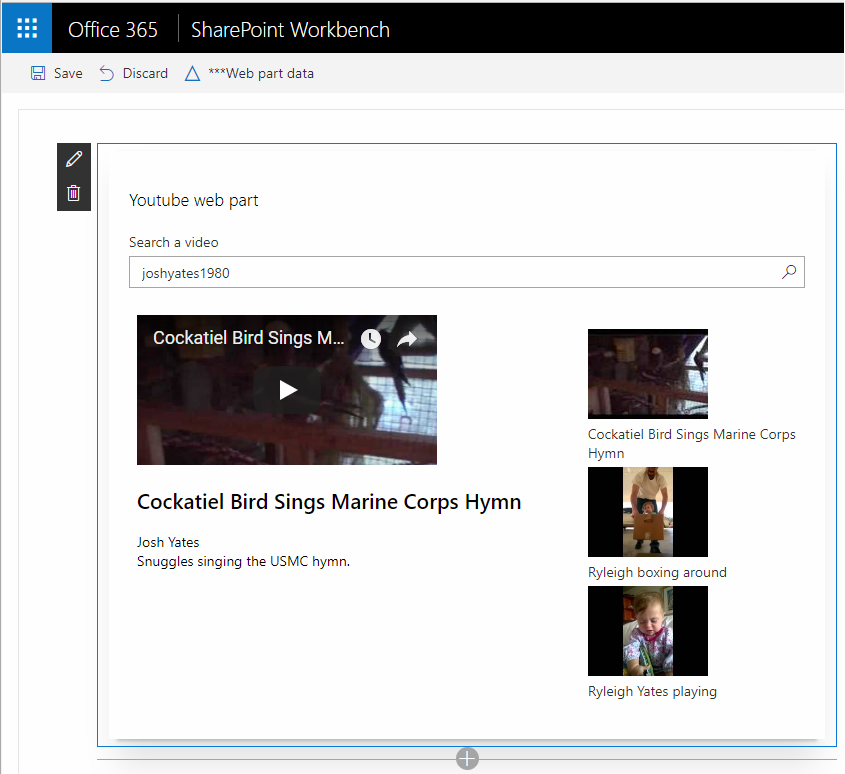 Office 365 SharePoint Workbench
Save Discard ***Web part data
Youtube web part
Search a video
joshyates1980
Cockatiel Bird Sings M...
Cockatiel Bird Sings Marine Corps Hymn
Josh Yates
Snuggles singing the USMC hymn.
Cockatiel Bird Sings Marine Corps
Hymn
Ryleigh boxing around
Ryleigh Yates playing